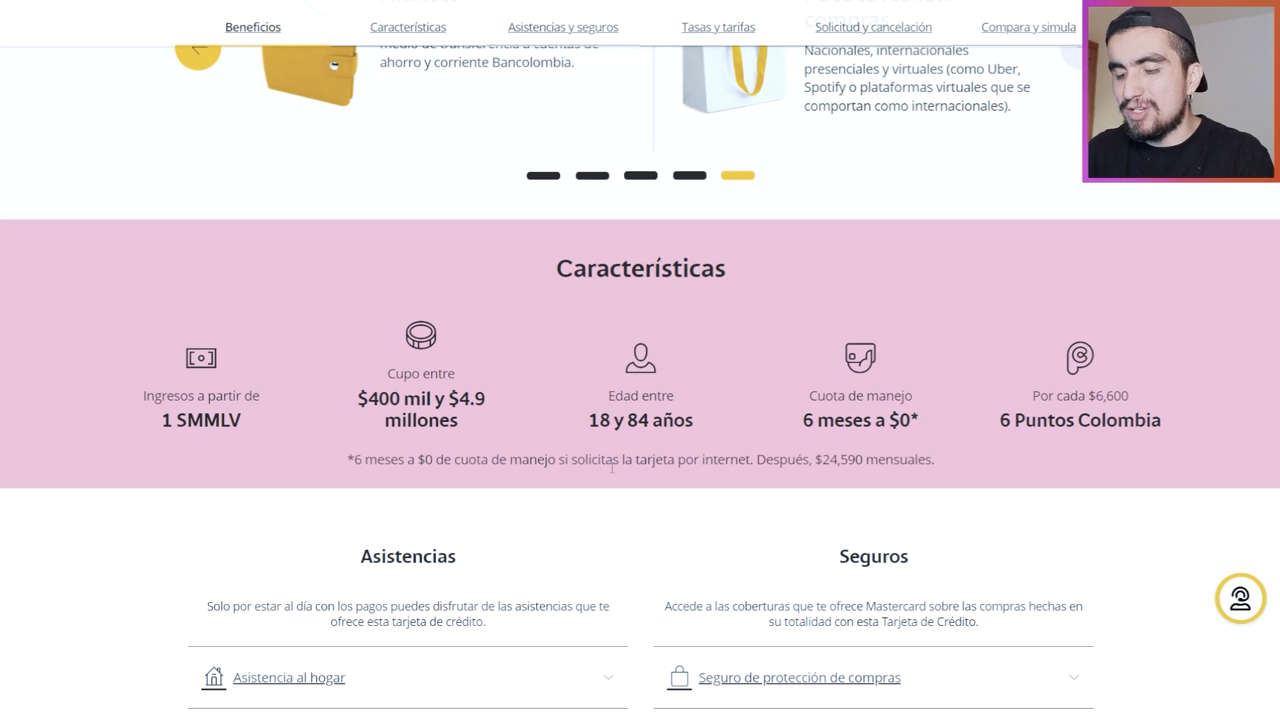 Beneficios
Características
Asistencias y seguros
Tasas y tarifas
Solicitud y cancelación
Compara y simula
ahorro y corriente Bancolombia.
compras
Nacionales, internacionales
presenciales y virtuales (como Uber,
Spotify o plataformas virtuales que se
comportan como internacionales).
Características
Ingresos a partir de
1 SMMLV
Cupo entre
$400 mil y $4.9
millones
Edad entre
18 y 84 años
Cuota de manejo
6 meses a $0*
Por cada $6,600
6 Puntos Colombia
*6 meses a $0 de cuota de manejo si solicitas la tarjeta por internet. Después, $24,590 mensuales.
Asistencias
Solo por estar al día con los pagos puedes disfrutar de las asistencias que te
ofrece esta tarjeta de crédito.
Asistencia al hogar
Seguros
Accede a las coberturas que te ofrece Mastercard sobre las compras hechas en
su totalidad con esta Tarjeta de Crédito.
Seguro de protección de compras